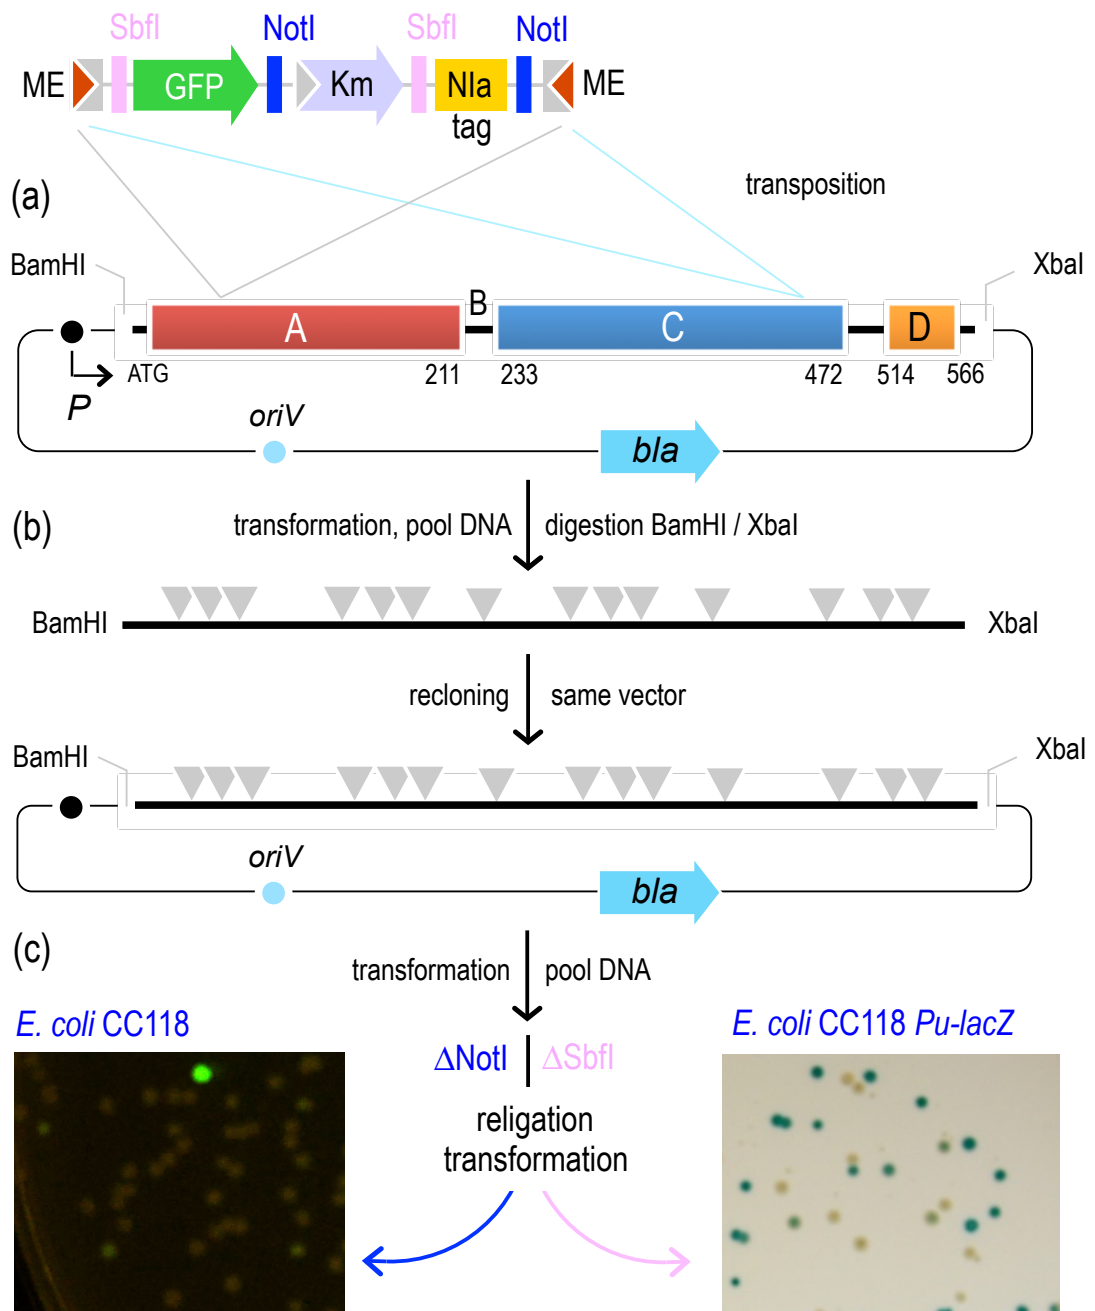 SbfI NotI SbfI NotI
ME GFP Km NIa ME
tag
(a)
transposition
BamHI XbaI
B
A C D
ATG 211 233 472 514 566
P
oriV
bla
(b)
transformation, pool DNA digestion BamHI / XbaI
BamHI XbaI
recloning same vector
BamHI XbaI
oriV
bla
(c)
transformation pool DNA
E. coli CC118 E. coli CC118 Pu-lacZ
ΔNotI ΔSbfI
religation
transformation